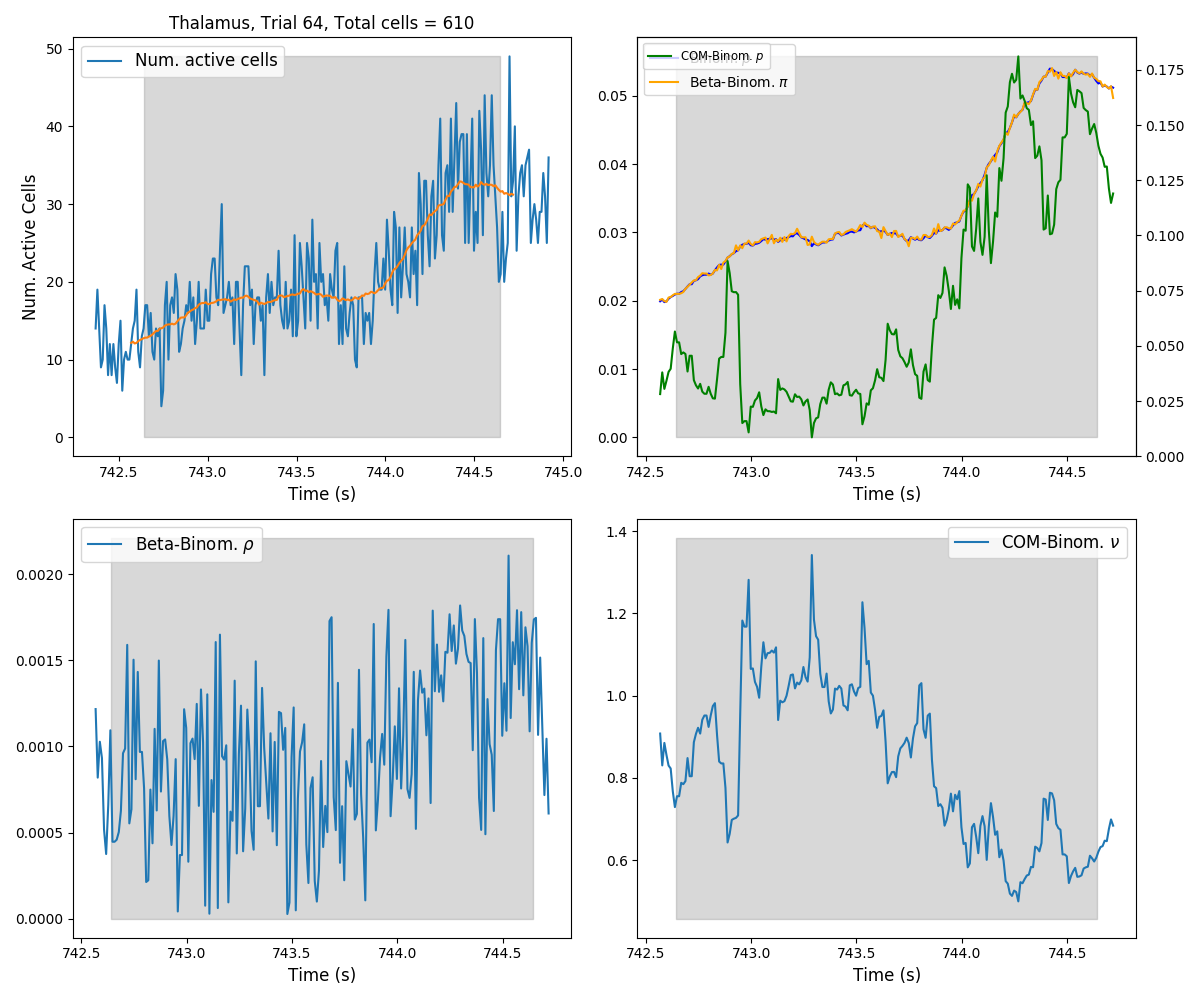 Thalamus, Trial 64, Total cells = 610
Num. active cells
Num. Active Cells
50
40
30
20
10
0
742.5 743.0 743.5 744.0 744.5 745.0
Time (s)
COM-Binom. p
Beta-Binom. π
0.05
0.04
0.03
0.02
0.01
0.00
0.175
0.150
0.125
0.100
0.075
0.050
0.025
0.000
742.5 743.0 743.5 744.0 744.5
Time (s)
Beta-Binom. ρ
0.0020
0.0015
0.0010
0.0005
0.0000
742.5 743.0 743.5 744.0 744.5
Time (s)
COM-Binom. ν
1.4
1.2
1.0
0.8
0.6
742.5 743.0 743.5 744.0 744.5
Time (s)